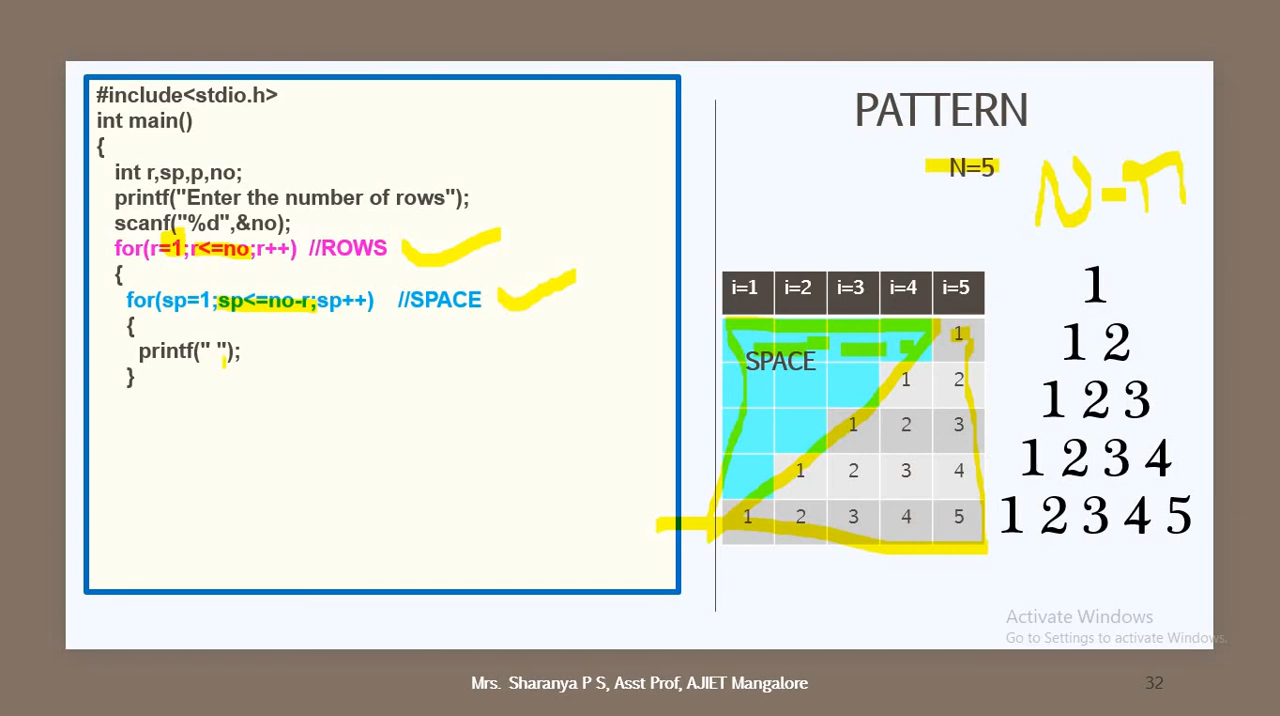 #include<stdio.h>
int main()
{
int r,sp,p,no;
printf("Enter the number of rows");
scanf("%d",&no);
for(r=1;r<=no;r++) //ROWS
{
for(sp=1;sp<=no-r;sp++) //SPACE
{
printf(" ");
}
PATTERN
N=5
N-r
i=1 i=2 i=3 i=4 i=5
SPACE
1
1 2
1 2 3
1 2 3 4
1 2 3 4 5
1
1 2
1 2 3
1 2 3 4
1 2 3 4 5
Activate Windows
Go to Settings to activate Windows.
Mrs. Sharanya P S, Asst Prof, AJIET Mangalore
32